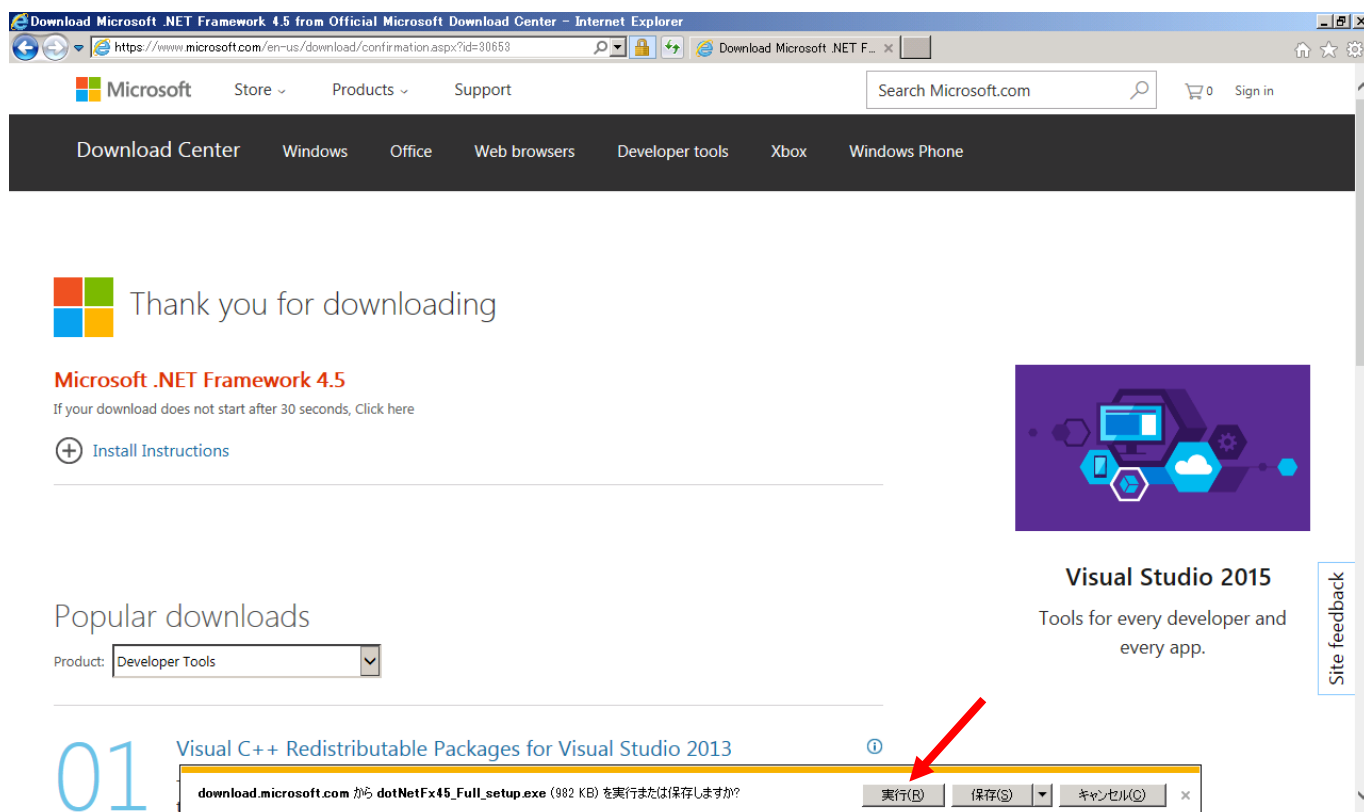 Download Microsoft .NET Framework 4.5 from Official Microsoft Download Center - Internet Explorer
https://www.microsoft.com/en-us/download/confirmation.aspx?id=30653
Download Microsoft .NET F...
Microsoft Store Products Support Search Microsoft.com 0 Sign in
Download Center Windows Office Web browsers Developer tools Xbox Windows Phone
Thank you for downloading
Microsoft .NET Framework 4.5
If your download does not start after 30 seconds, Click here
Install Instructions
Visual Studio 2015
Tools for every developer and
every app.
Site feedback
Popular downloads
Product: Developer Tools
01 Visual C++ Redistributable Packages for Visual Studio 2013
download.microsoft.com から dotNetFx45_Full_setup.exe (982 KB) を実行または保存しますか?
実行(R) 保存(S) キャンセル(C)